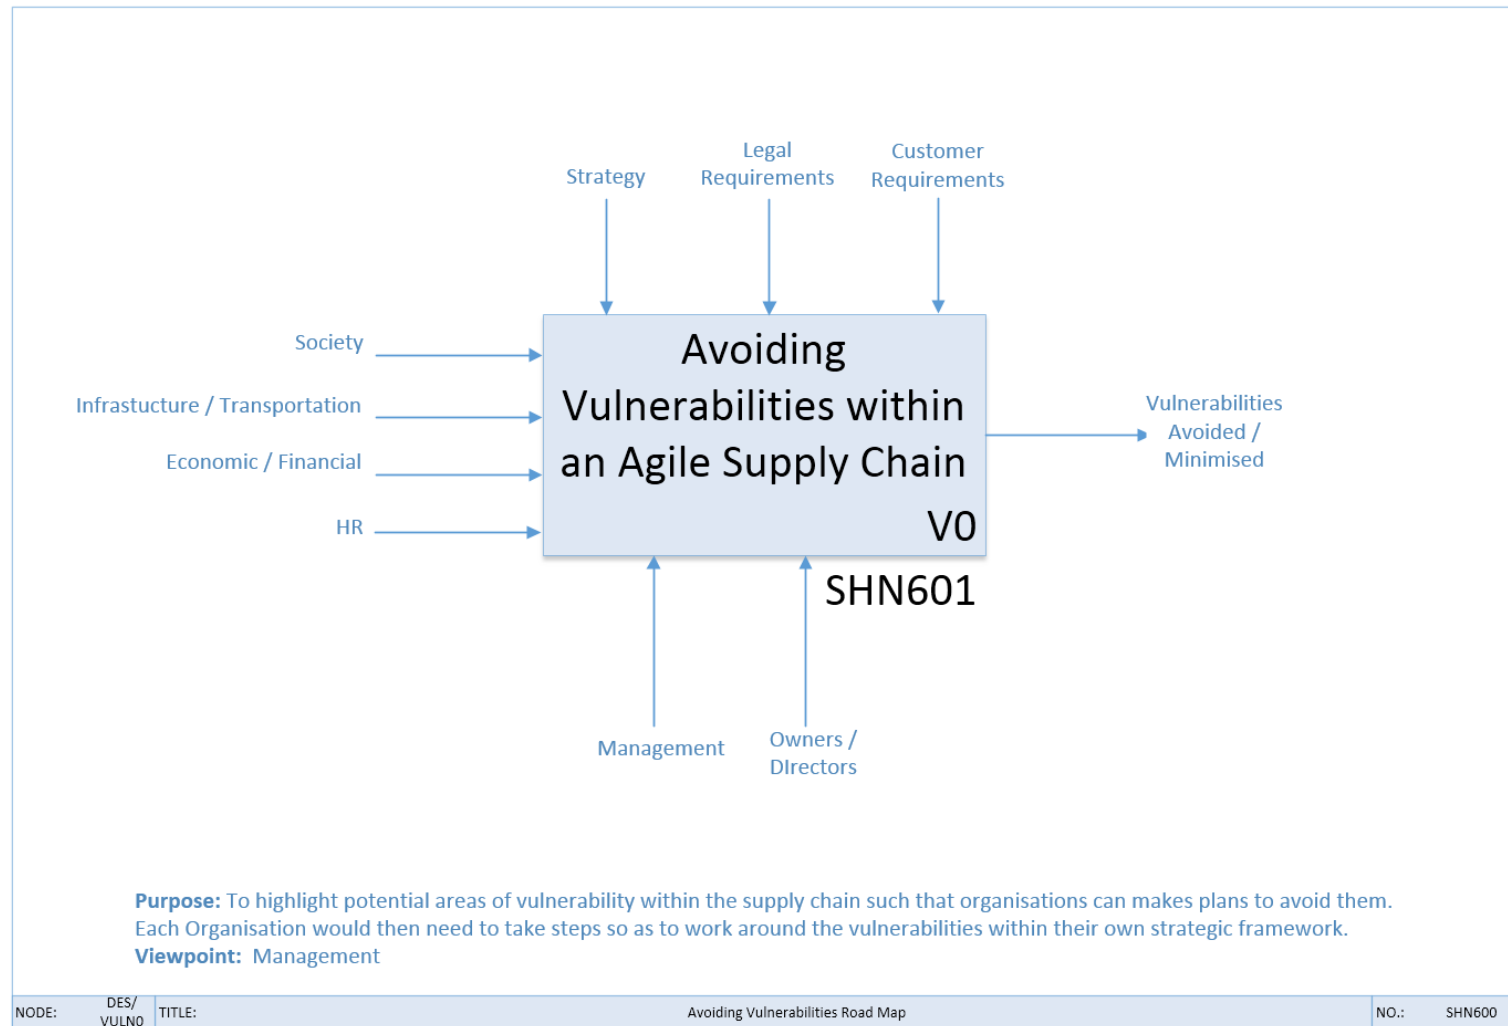 Strategy
Legal
Requirements
Customer
Requirements
Society
Infrastucture / Transportation
Economic / Financial
HR
Avoiding
Vulnerabilities within
an Agile Supply Chain
V0
SHN601
Vulnerabilities
Avoided /
Minimised
Management
Owners /
DIrectors
Purpose: To highlight potential areas of vulnerability within the supply chain such that organisations can makes plans to avoid them.
Each Organisation would then need to take steps so as to work around the vulnerabilities within their own strategic framework.
Viewpoint: Management
NODE:
DES/
VULN0
TITLE:
Avoiding Vulnerabilities Road Map
NO.:
SHN600